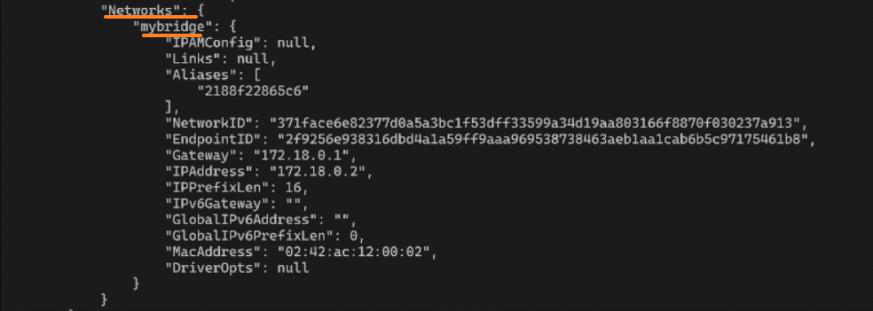 "Networks": {
"mybridge": {
"IPAMConfig": null,
"Links": null,
"Aliases": [
"2188f22865c6"
],
"NetworkID": "371face6e82377d0a5a3bc1f53dff33599a34d19aa803166f8870f030237a913",
"EndpointID": "2f9256e938316dbd4a1a59ff9aaa969538738463aeb1aa1cab6b5c97175461b8",
"Gateway": "172.18.0.1",
"IPAddress": "172.18.0.2",
"IPPrefixLen": 16,
"IPv6Gateway": "",
"GlobalIPv6Address": "",
"GlobalIPv6PrefixLen": 0,
"MacAddress": "02:42:ac:12:00:02",
"DriverOpts": null
}
}